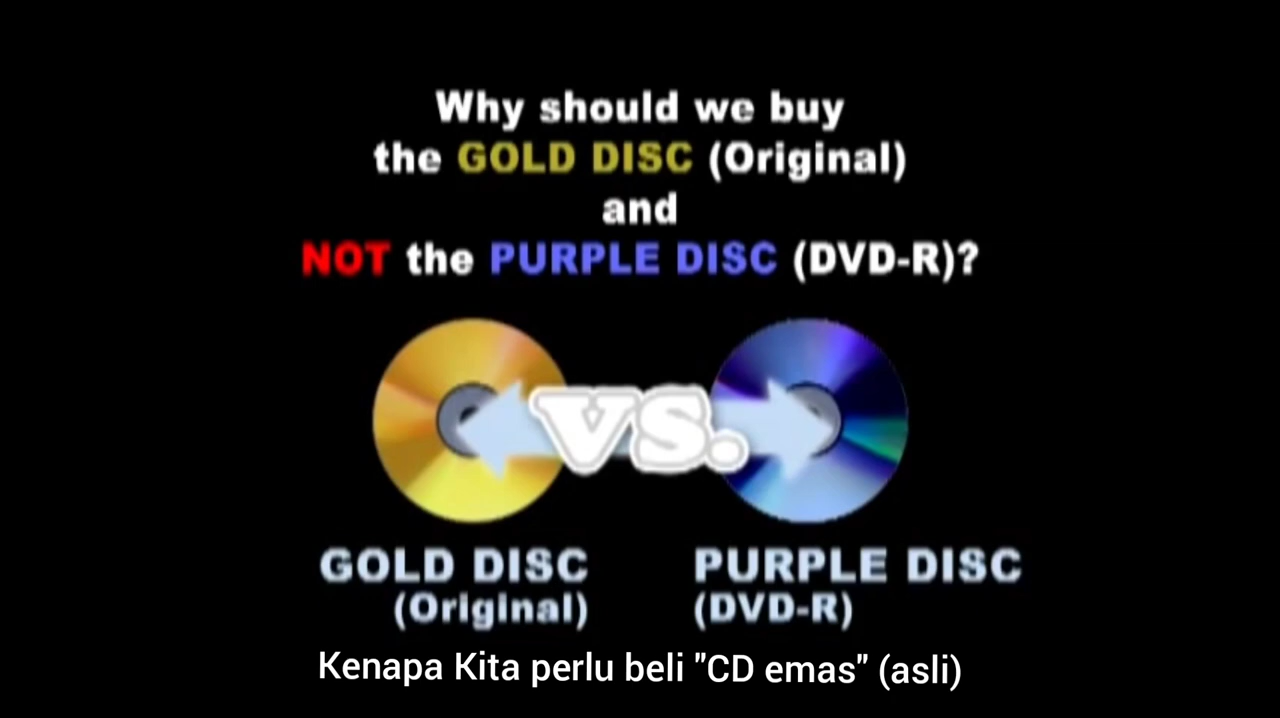 Why should we buy
the GOLD DISC (Original)
and
NOT the PURPLE DISC (DVD-R)?
VS.
GOLD DISC
(Original)
PURPLE DISC
(DVD-R)
Kenapa Kita perlu beli "CD emas" (asli)